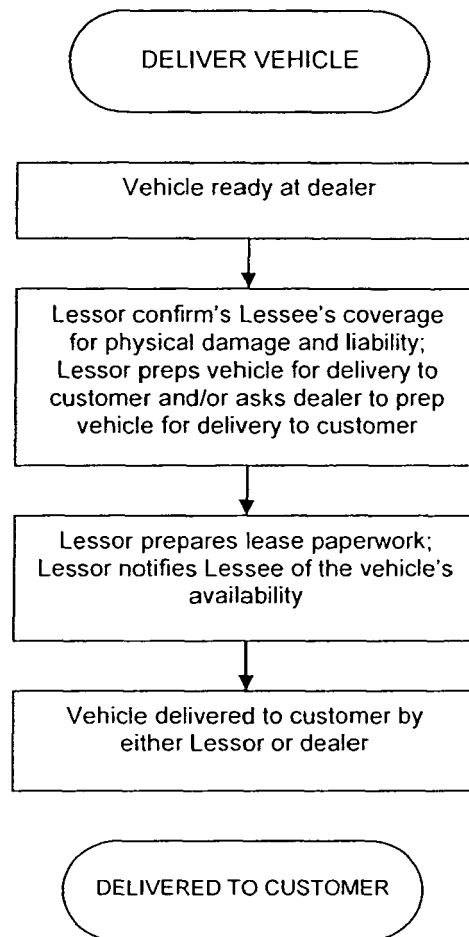 DELIVER VEHICLE
Vehicle ready at dealer
Lessor confirm's Lessee's coverage
for physical damage and liability;
Lessor preps vehicle for delivery to
customer and/or asks dealer to prep
vehicle for delivery to customer
Lessor prepares lease paperwork;
Lessor notifies Lessee of the vehicle's
availability
Vehicle delivered to customer by
either Lessor or dealer
DELIVERED TO CUSTOMER